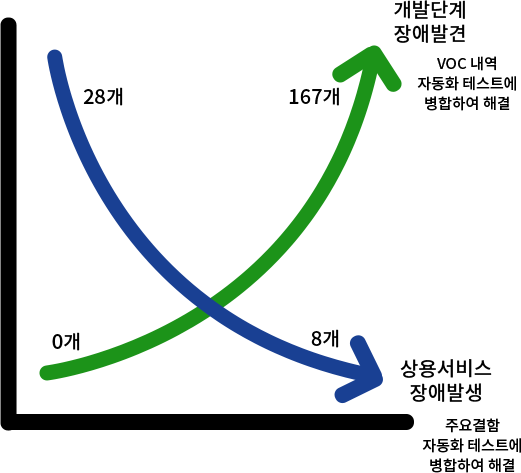 개발단계
장애발견
VOC 내역
자동화 테스트에
병합하여 해결
28개
167개
0개
8개
상용서비스
장애발생
주요결함
자동화 테스트에
병합하여 해결